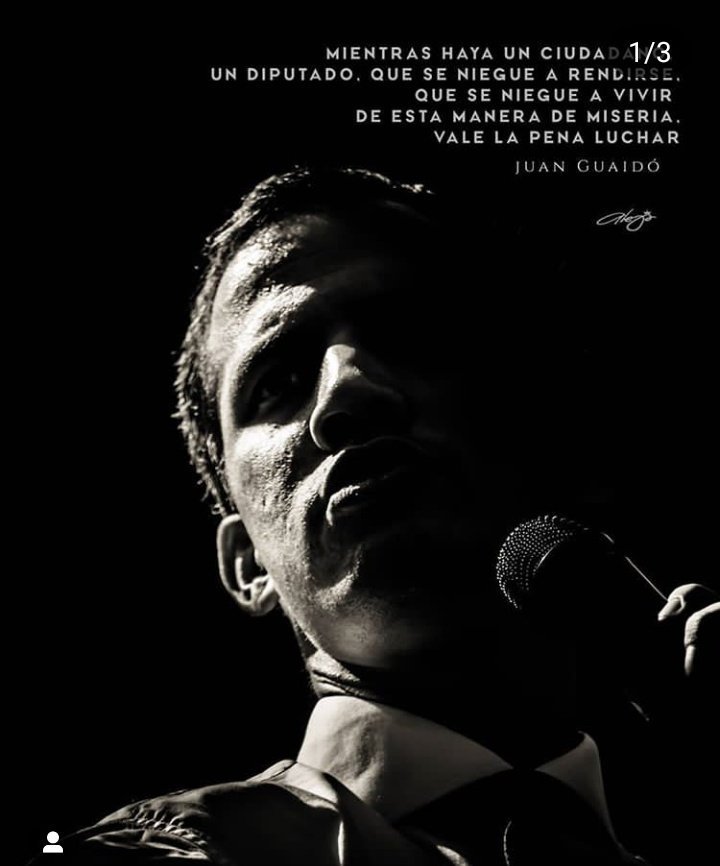 1/3
MIENTRAS HAYA UN CIUDADANO
UN DIPUTADO, QUE SE NIEGUE A RENDIRSE,
QUE SE NIEGUE A VIVIR
DE ESTA MANERA DE MISERIA,
VALE LA PENA LUCHAR
JUAN GUAIDÓ